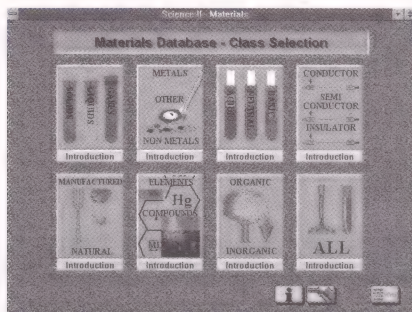 Science II - Materials
Materials Database - Class Selection
SOLIDS
LIQUIDS
GASES
Introduction
METALS
OTHER
NON METALS
Introduction
ACID
NEUTRAL
BASE
Introduction
CONDUCTOR
SEMI
CONDUCTOR
INSULATOR
Introduction
MANUFACTURED
NATURAL
Introduction
ELEMENTS
Hg
COMPOUNDS
Introduction
ORGANIC
INORGANIC
Introduction
ALL
Introduction
i